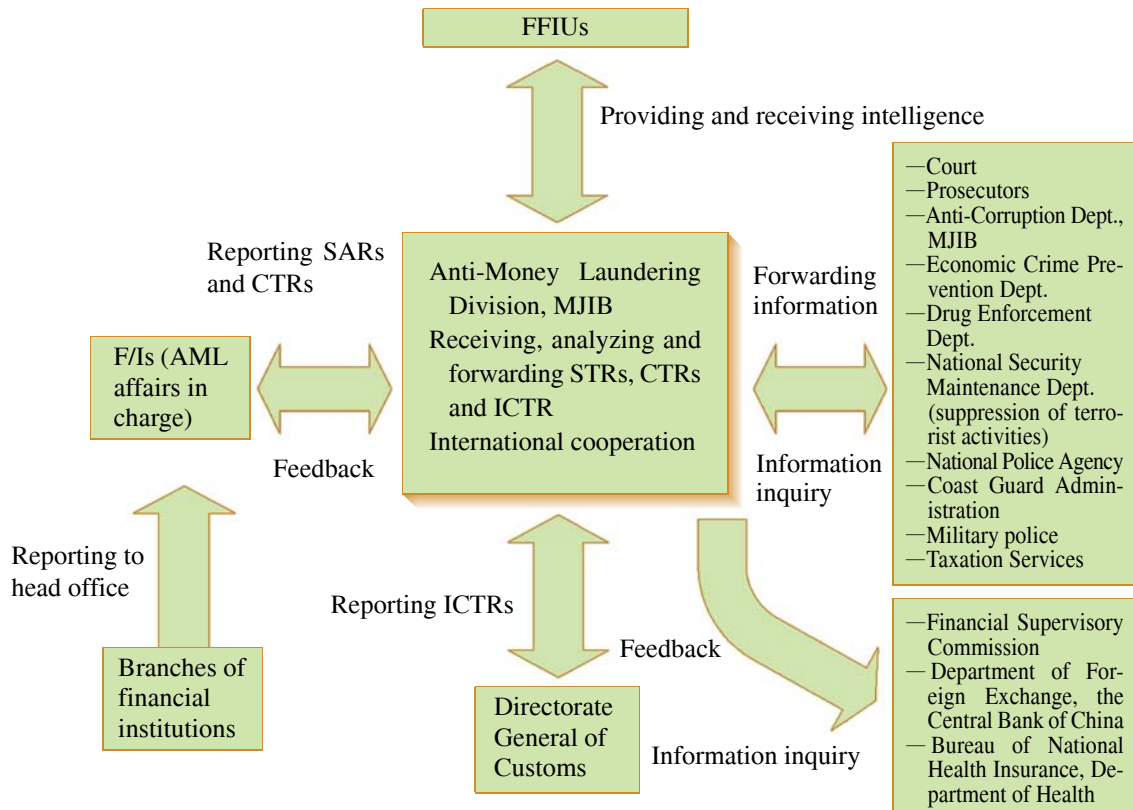 FFIUs
Providing and receiving intelligence
Reporting SARs
and CTRs
Anti-Money Laundering
Division, MJIB
Receiving, analyzing and
forwarding STRs, CTRs
and ICTR
International cooperation
Forwarding
information
Information
inquiry
—Court
—Prosecutors
—Anti-Corruption Dept.,
MJIB
—Economic Crime Pre-
vention Dept.
—Drug Enforcement
Dept.
—National Security
Maintenance Dept.
(suppression of terro-
rist activities)
—National Police Agency
—Coast Guard Admin-
istration
—Military police
—Taxation Services
F/Is (AML
affairs in
charge)
Feedback
Reporting to
head office
Branches of
financial
institutions
Reporting ICTRs
Feedback
Directorate
General of
Customs
Information inquiry
—Financial Supervisory
Commission
—Department of For-
eign Exchange, the
Central Bank of China
—Bureau of National
Health Insurance, De-
partment of Health